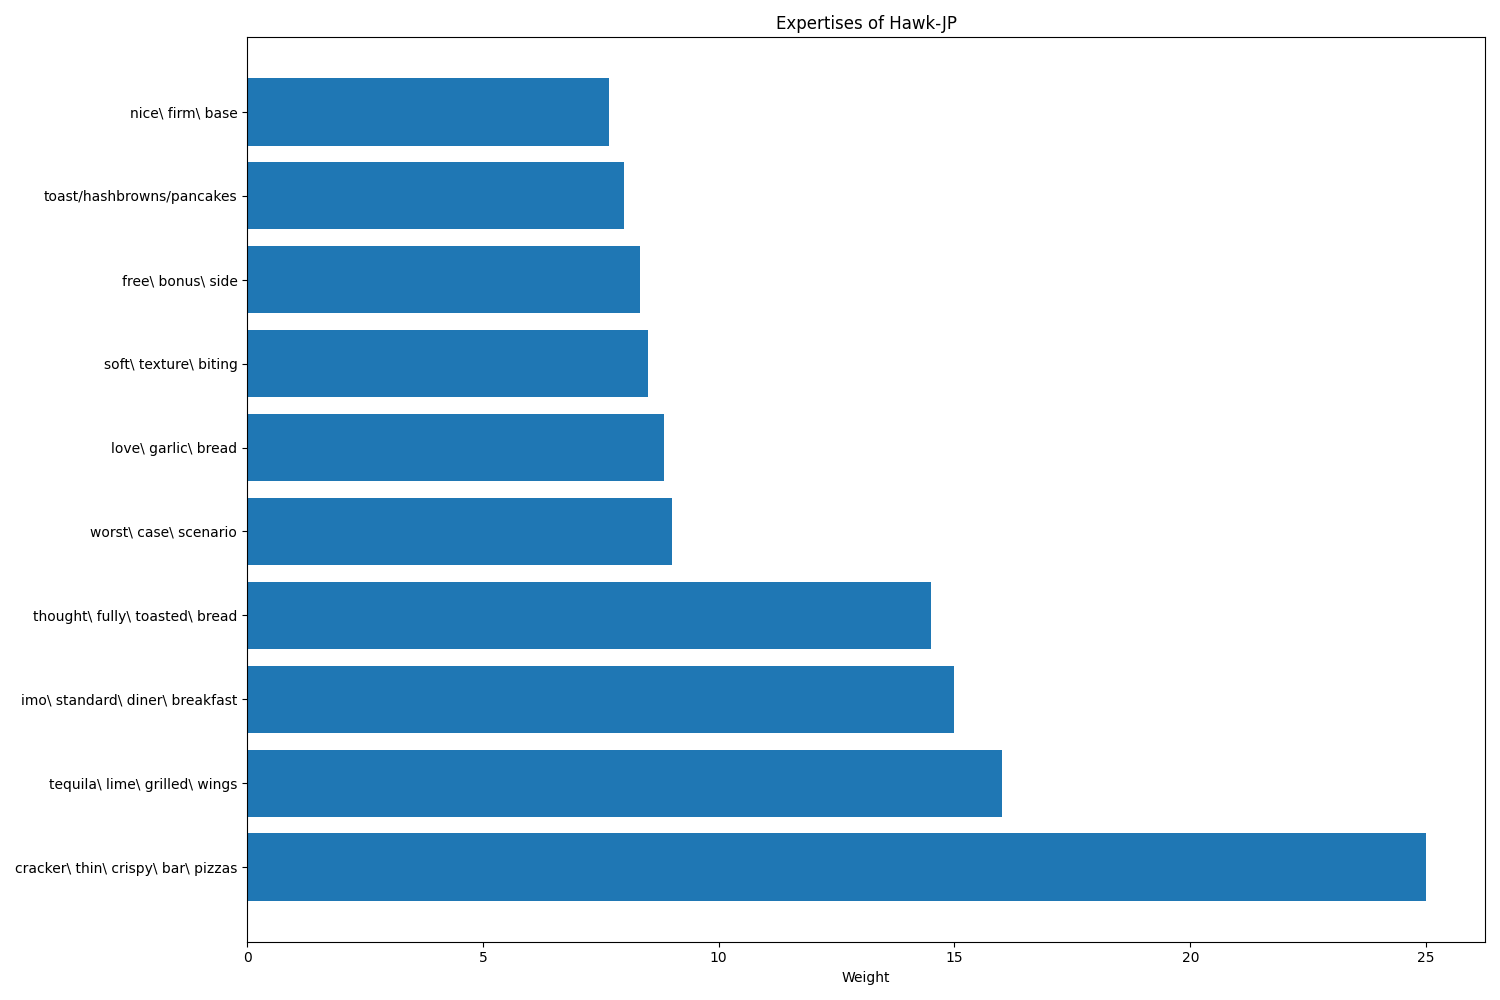 Expertises of Hawk-JP
nice\ firm\ base
toast/hashbrowns/pancakes
free\ bonus\ side
soft\ texture\ biting
love\ garlic\ bread
worst\ case\ scenario
thought\ fully\ toasted\ bread
imo\ standard\ diner\ breakfast
tequila\ lime\ grilled\ wings
cracker\ thin\ crispy\ bar\ pizzas
0 5 10 15 20 25
Weight